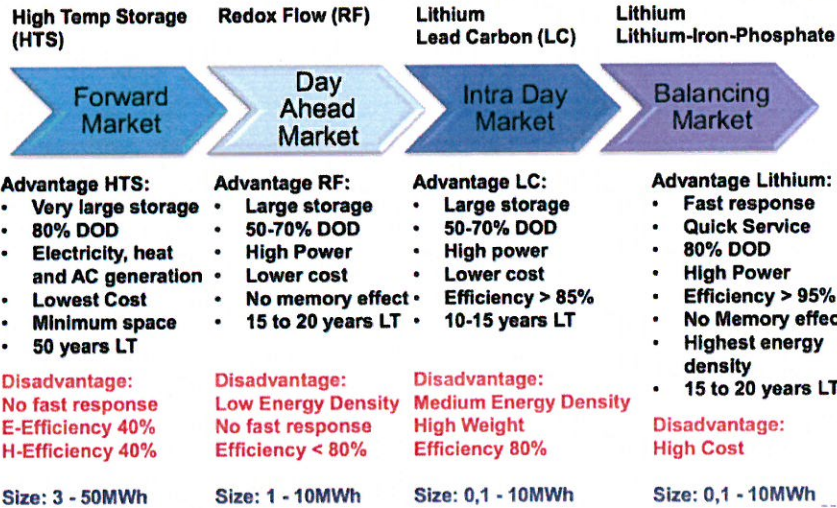 High Temp Storage
(HTS)
Redox Flow (RF)
Lithium
Lead Carbon (LC)
Lithium
Lithium-Iron-Phosphate
Forward
Market
Day
Ahead
Market
Intra Day
Market
Balancing
Market
Advantage HTS:
• Very large storage
• 80% DOD
• Electricity, heat
and AC generation
• Lowest Cost
• Minimum space
• 50 years LT
Disadvantage:
No fast response
E-Efficiency 40%
H-Efficiency 40%
Size: 3 - 50MWh
Advantage RF:
• Large storage
• 50-70% DOD
• High Power
• Lower cost
• No memory effect
• 15 to 20 years LT
Disadvantage:
Low Energy Density
No fast response
Efficiency < 80%
Size: 1 - 10MWh
Advantage LC:
• Large storage
• 50-70% DOD
• High power
• Lower cost
• Efficiency > 85%
• 10-15 years LT
Disadvantage:
Medium Energy Density
High Weight
Efficiency 80%
Size: 0,1 - 10MWh
Advantage Lithium:
• Fast response
• Quick Service
• 80% DOD
• High Power
• Efficiency > 95%
• No Memory effec
• Highest energy
density
• 15 to 20 years LT
Disadvantage:
High Cost
Size: 0,1 - 10MWh